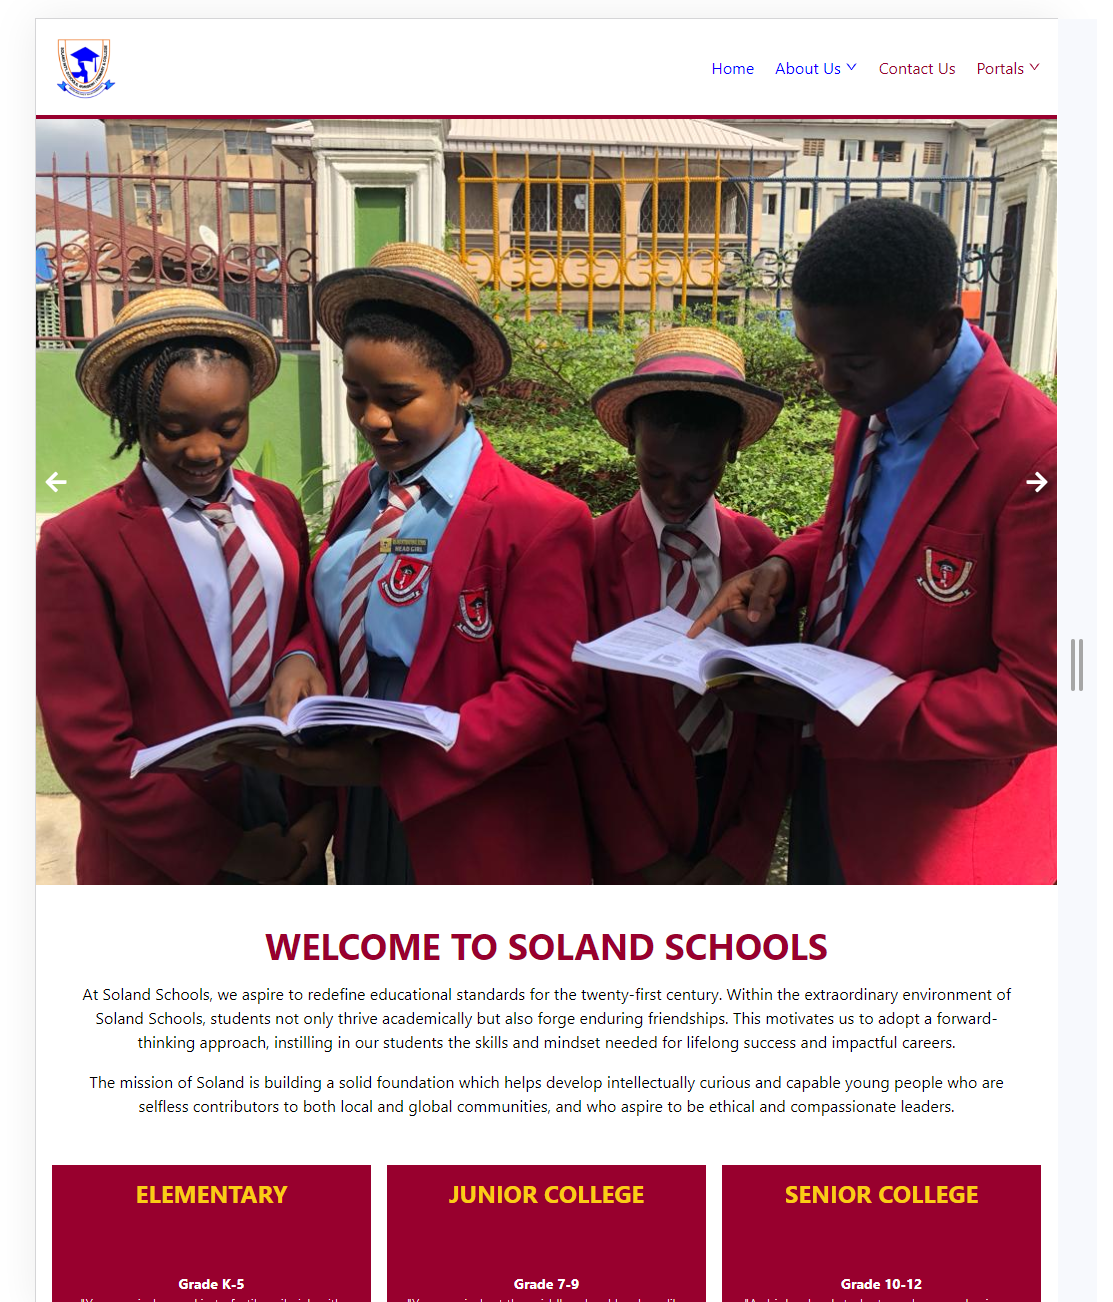 Home About Us Contact Us Portals
HEAD GIRL
WELCOME TO SOLAND SCHOOLS
At Soland Schools, we aspire to redefine educational standards for the twenty-first century. Within the extraordinary environment of
Soland Schools, students not only thrive academically but also forge enduring friendships. This motivates us to adopt a forward-
thinking approach, instilling in our students the skills and mindset needed for lifelong success and impactful careers.
The mission of Soland is building a solid foundation which helps develop intellectually curious and capable young people who are
selfless contributors to both local and global communities, and who aspire to be ethical and compassionate leaders.
ELEMENTARY
Grade K-5
JUNIOR COLLEGE
Grade 7-9
SENIOR COLLEGE
Grade 10-12